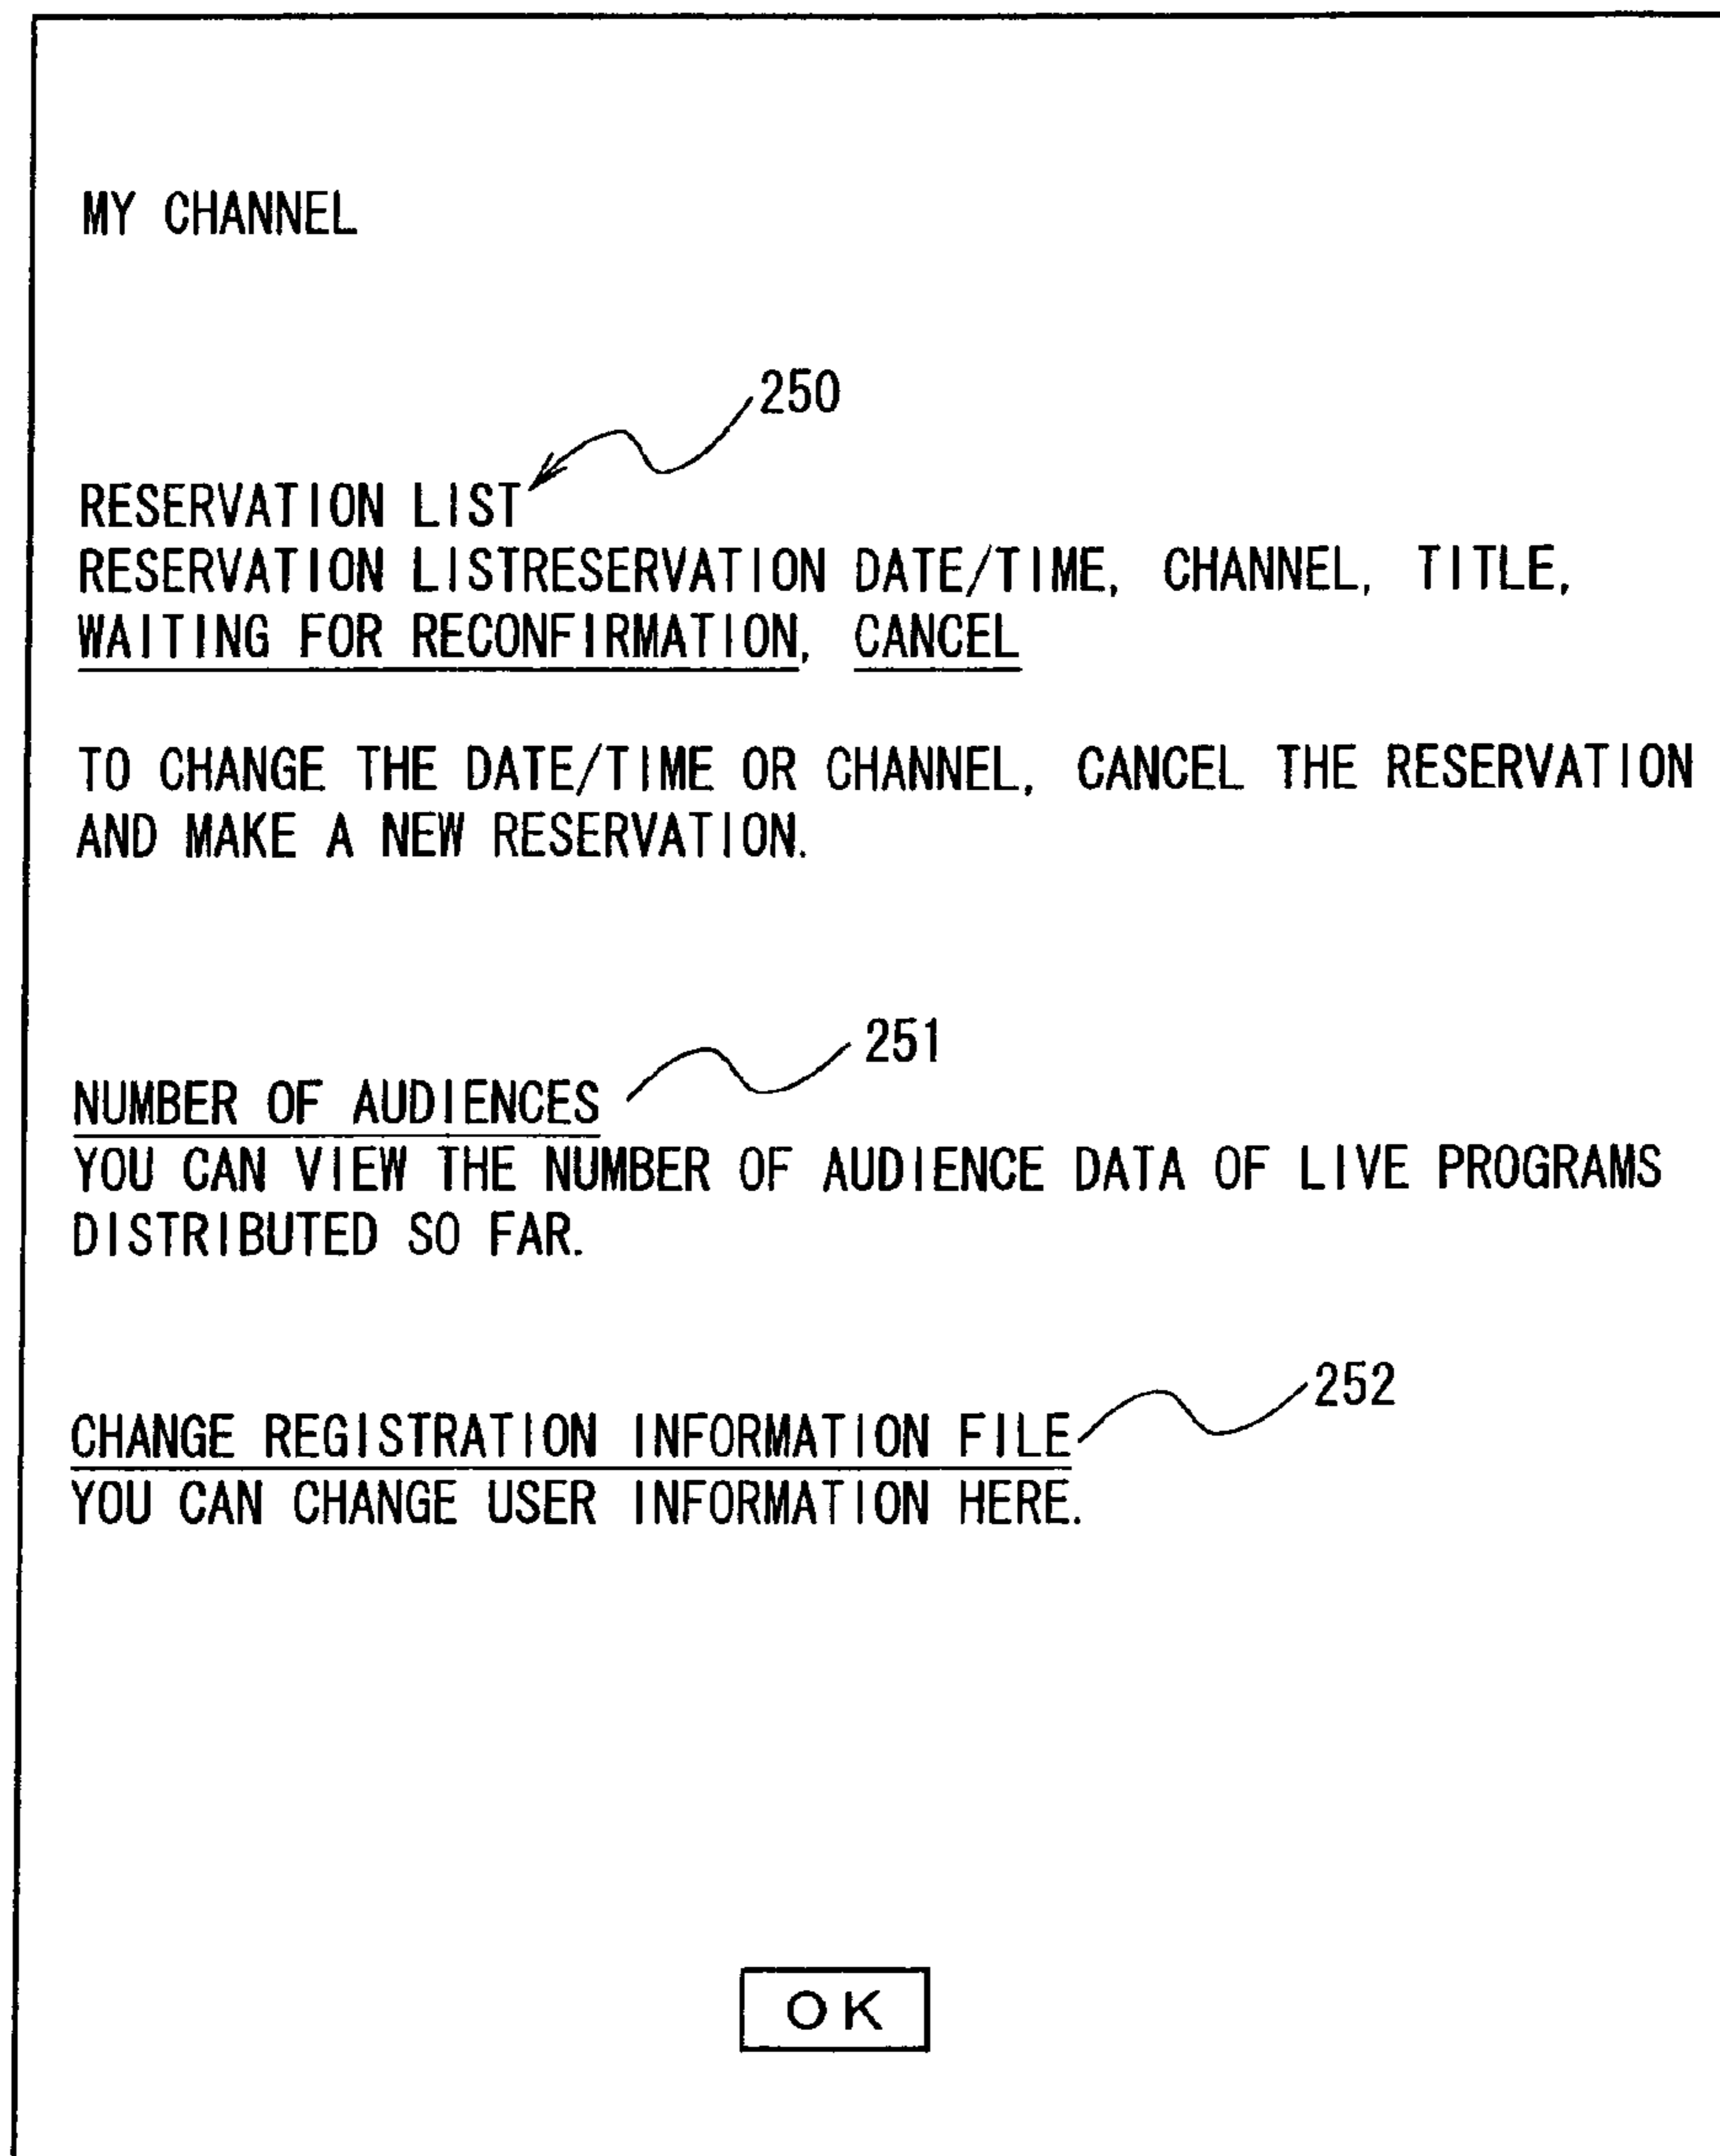 MY CHANNEL
250
RESERVATION LIST
RESERVATION LISTRESERVATION DATE/TIME, CHANNEL, TITLE,
WAITING FOR RECONFIRMATION, CANCEL
TO CHANGE THE DATE/TIME OR CHANNEL, CANCEL THE RESERVATION
AND MAKE A NEW RESERVATION.
251
NUMBER OF AUDIENCES
YOU CAN VIEW THE NUMBER OF AUDIENCE DATA OF LIVE PROGRAMS
DISTRIBUTED SO FAR.
252
CHANGE REGISTRATION INFORMATION FILE
YOU CAN CHANGE USER INFORMATION HERE.
OK